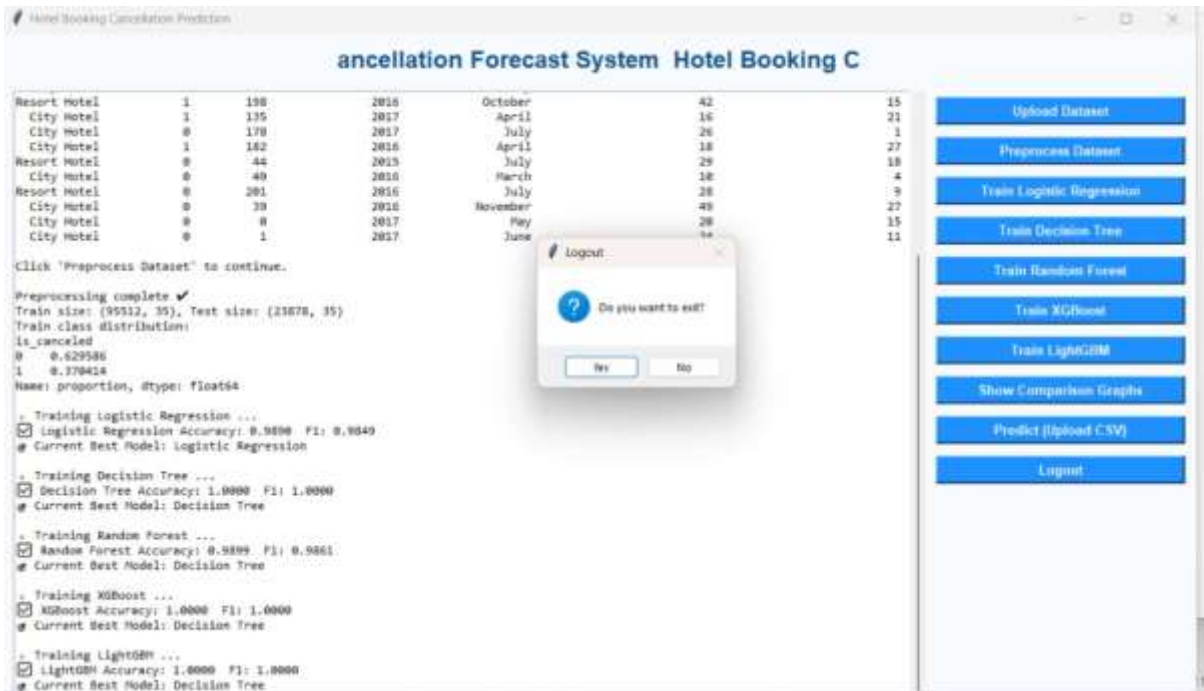 Hotel Booking Cancellation Prediction
ancellation Forecast System Hotel Booking C
Resort Hotel 1 198 2016 October 42 15
City Hotel 1 135 2017 April 16 21
City Hotel 0 178 2017 July 26 1
City Hotel 1 182 2016 April 18 27
Resort Hotel 0 44 2015 July 29 18
City Hotel 0 49 2016 March 10 4
Resort Hotel 0 201 2016 July 28 9
City Hotel 0 39 2016 November 49 27
City Hotel 0 0 2017 May 20 15
City Hotel 0 1 2017 June 11
Click "Preprocess Dataset" to continue.
Preprocessing complete ✔
Train size: (95512, 35), Test size: (23878, 35)
Train class distribution:
is_canceled
0 0.629586
1 0.370414
Name: proportion, dtype: float64
Training Logistic Regression ...
Logistic Regression Accuracy: 0.9890 F1: 0.9849
Current Best Model: Logistic Regression
Training Decision Tree ...
Decision Tree Accuracy: 1.0000 F1: 1.0000
Current Best Model: Decision Tree
Training Random Forest ...
Random Forest Accuracy: 0.9899 F1: 0.9861
Current Best Model: Decision Tree
Training XGBoost ...
XGBoost Accuracy: 1.0000 F1: 1.0000
Current Best Model: Decision Tree
Training LightGBM ...
LightGBM Accuracy: 1.0000 F1: 1.0000
Current Best Model: Decision Tree
Logout
Do you want to exit?
Yes
No
Upload Dataset
Preprocess Dataset
Train Logistic Regression
Train Decision Tree
Train Random Forest
Train XGBoost
Train LightGBM
Show Comparison Graphs
Predict (Upload CSV)
Logout